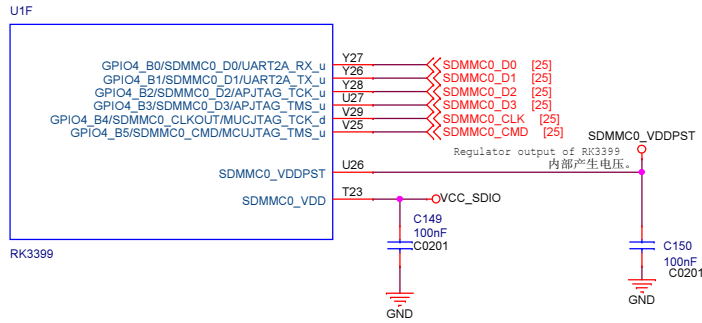 U1F
GPIO4_B0/SDMMC0_D0/UART2A_RX_u Y27 SDMMC0_D0 [25]
GPIO4_B1/SDMMC0_D1/UART2A_TX_u Y26 SDMMC0_D1 [25]
GPIO4_B2/SDMMC0_D2/APJTAG_TCK_u Y28 SDMMC0_D2 [25]
GPIO4_B3/SDMMC0_D3/APJTAG_TMS_u U27 SDMMC0_D3 [25]
GPIO4_B4/SDMMC0_CLKOUT/MUCJTAG_TCK_d V29 SDMMC0_CLK [25]
GPIO4_B5/SDMMC0_CMD/MCUJTAG_TMS_u V25 SDMMC0_CMD [25]
SDMMC0_VDDPST
Regulator output of RK3399
内部产生电压。
SDMMC0_VDDPST U26
SDMMC0_VDD T23 VCC_SDIO
C149
100nF
C0201
C150
100nF
C0201
RK3399
GND
GND